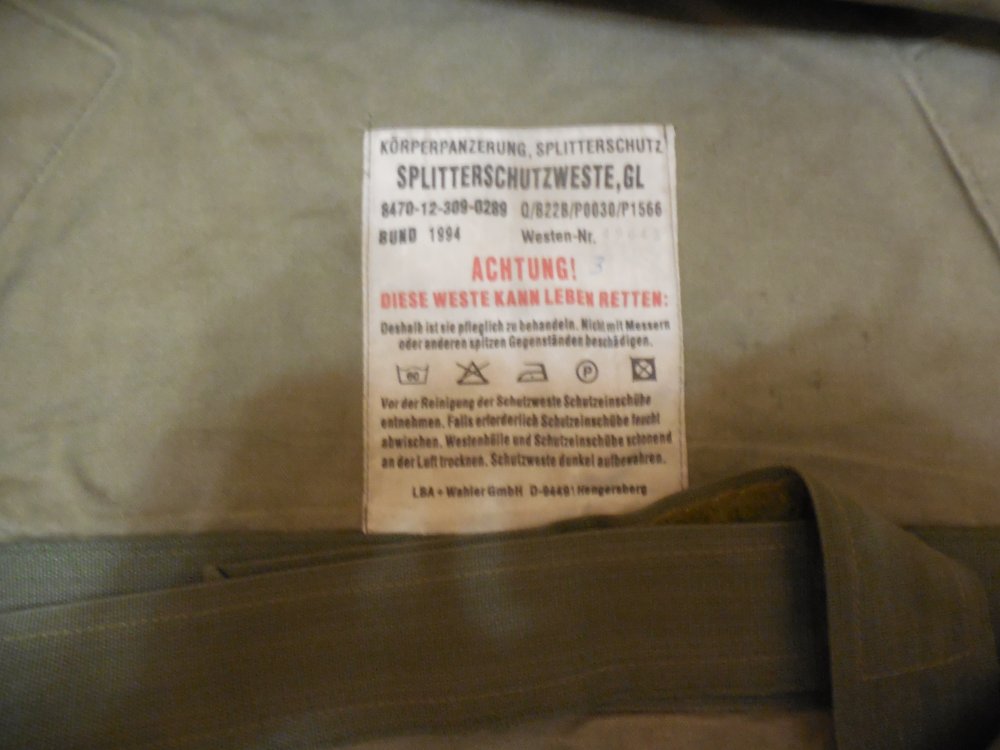 KÖRPERPANZERUNG, SPLITTERSCHUTZ
SPLITTERSCHUTZWESTE, GL
8470-12-309-0289 Q/822B/P0030/P1566
BUND 1994 Westen-Nr.
ACHTUNG! 3
DIESE WESTE KANN LEBEN RETTEN:
Deshalb ist sie pfleglich zu behandeln. Nicht mit Messern
oder anderen spitzen Gegenständen beschädigen.
60 P
Vor der Reinigung der Schutzweste Schutzeinschübe
entnehmen. Falls erforderlich Schutzeinschübe feucht
abwischen. Westenhülle und Schutzeinschübe schonend
an der Luft trocknen. Schutzweste dunkel aufbewahren.
LBA + Wahler GmbH D-94491 Hengersberg